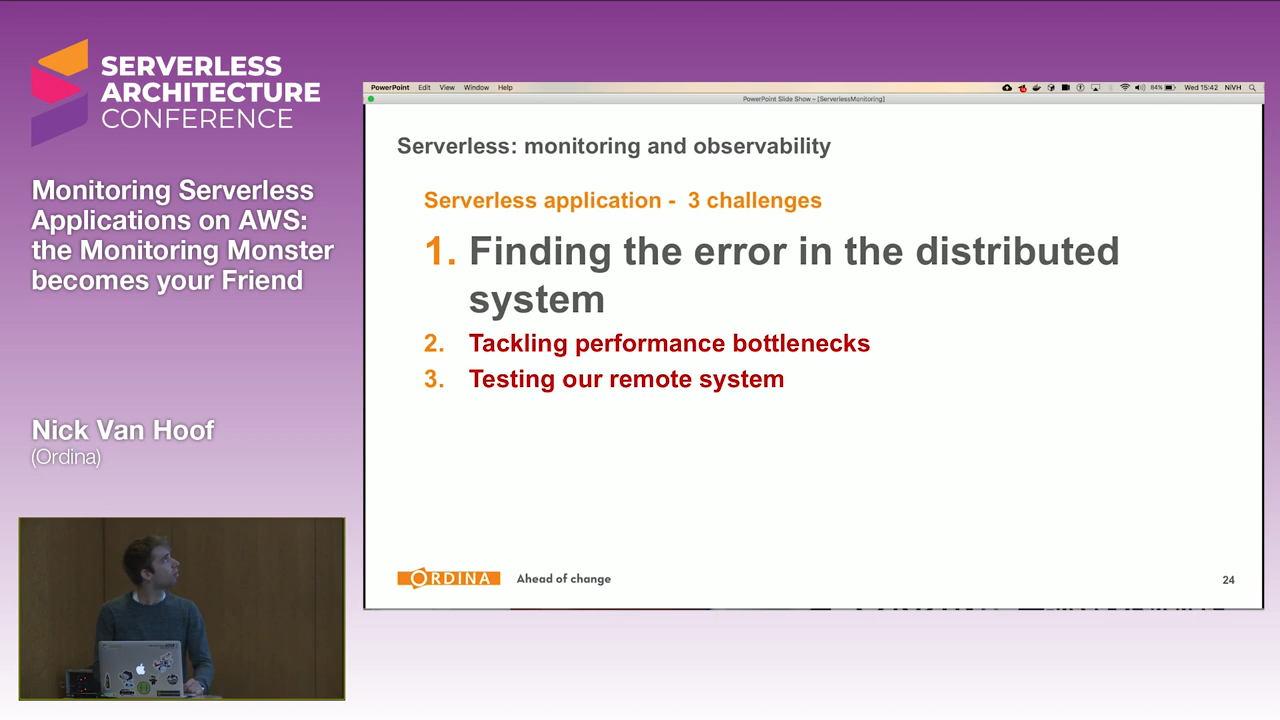 SERVERLESS
ARCHITECTURE
CONFERENCE
Monitoring Serverless
Applications on AWS:
the Monitoring Monster
becomes your Friend
Nick Van Hoof
(Ordina)
PowerPoint Edit View Window Help
84% Wed 15:42 NiVH
PowerPoint Slide Show - [ServerlessMonitoring]
Serverless: monitoring and observability
Serverless application - 3 challenges
1. Finding the error in the distributed
system
2. Tackling performance bottlenecks
3. Testing our remote system
ORDINA Ahead of change
24